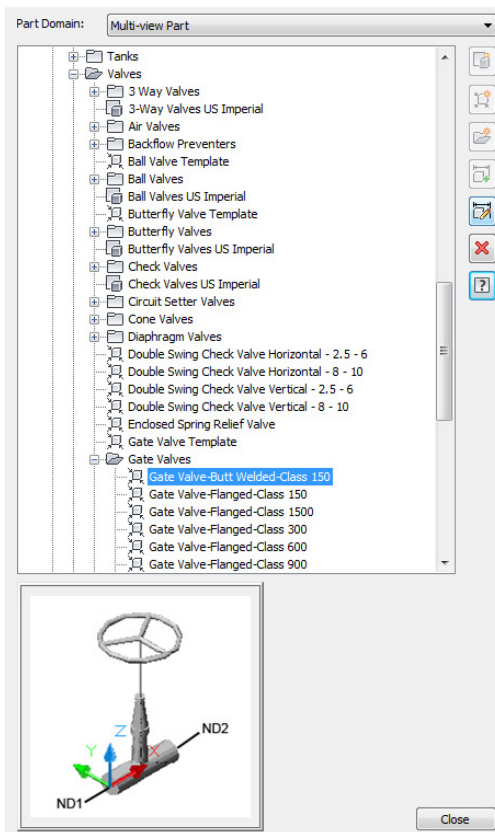 Part Domain: Multi-view Part
Tanks
Valves
3 Way Valves
3-Way Valves US Imperial
Air Valves
Backflow Preventers
Ball Valve Template
Ball Valves
Ball Valves US Imperial
Butterfly Valve Template
Butterfly Valves
Butterfly Valves US Imperial
Check Valves
Check Valves US Imperial
Circuit Setter Valves
Cone Valves
Diaphragm Valves
Double Swing Check Valve Horizontal - 2.5 - 6
Double Swing Check Valve Horizontal - 8 - 10
Double Swing Check Valve Vertical - 2.5 - 6
Double Swing Check Valve Vertical - 8 - 10
Enclosed Spring Relief Valve
Gate Valve Template
Gate Valves
Gate Valve-Butt Welded-Class 150
Gate Valve-Flanged-Class 150
Gate Valve-Flanged-Class 1500
Gate Valve-Flanged-Class 300
Gate Valve-Flanged-Class 600
Gate Valve-Flanged-Class 900
Z
ND2
Y
X
ND1
Close